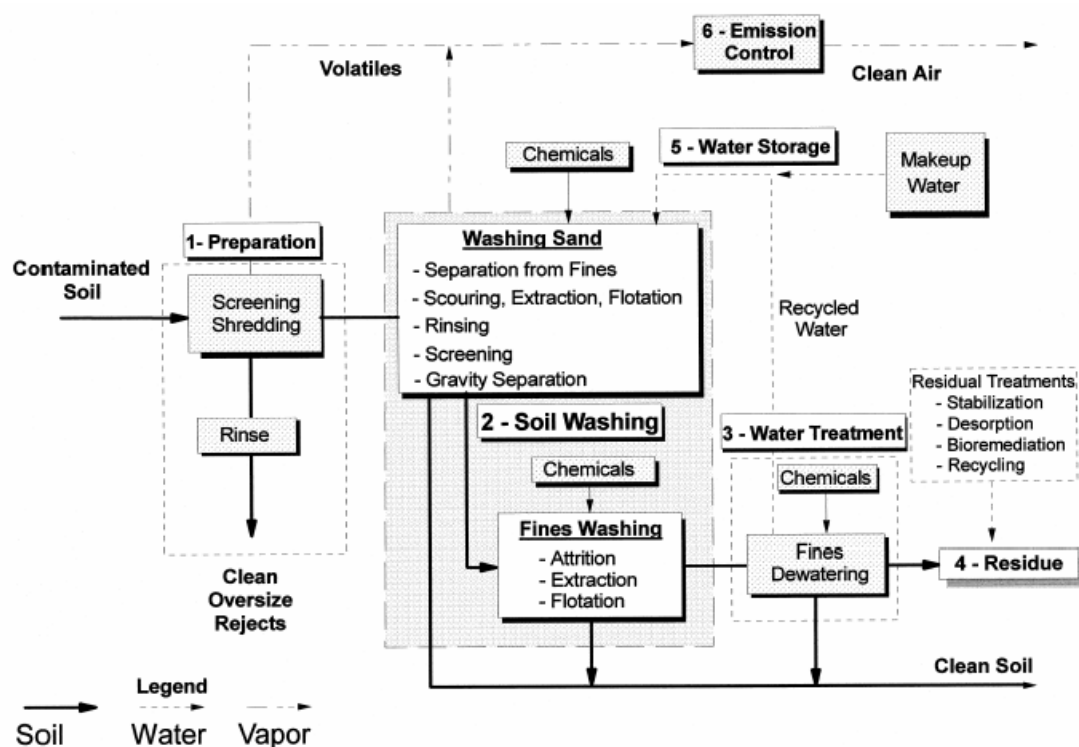 6 - Emission
Control
Volatiles
Clean Air
Chemicals
5 - Water Storage
Makeup
Water
1- Preparation
Contaminated
Soil
Screening
Shredding
Washing Sand
- Separation from Fines
- Scouring, Extraction, Flotation
- Rinsing
- Screening
- Gravity Separation
Recycled
Water
Rinse
2 - Soil Washing
3 - Water Treatment
Residual Treatments
- Stabilization
- Desorption
- Bioremediation
- Recycling
Chemicals
Chemicals
Fines Washing
- Attrition
- Extraction
- Flotation
Fines
Dewatering
4 - Residue
Clean
Oversize
Rejects
Clean Soil
Legend
Soil
Water
Vapor